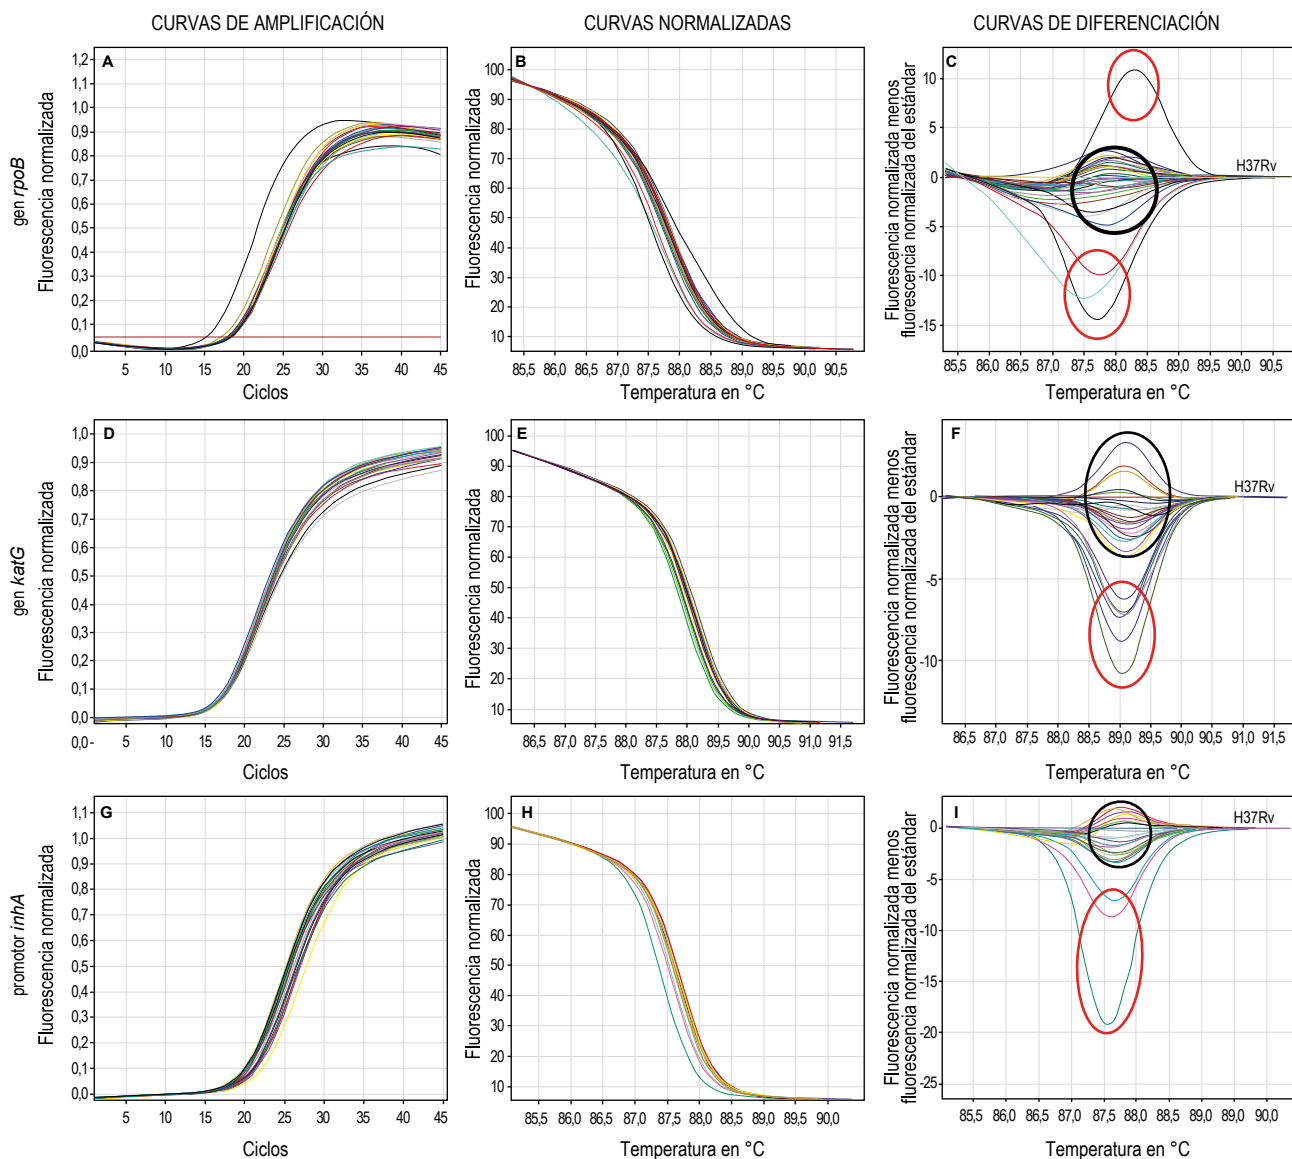 CURVAS DE AMPLIFICACIÓN
CURVAS NORMALIZADAS
CURVAS DE DIFERENCIACIÓN
gen rpoB
Fluorescencia normalizada
A
1,2
1,1
1,0
0,9
0,8
0,7
0,6
0,5
0,4
0,3
0,2
0,1
0,0
5 10 15 20 25 30 35 40 45
Ciclos
Fluorescencia normalizada
B
100
90
80
70
60
50
40
30
20
10
85,5 86,0 86,5 87,0 87,5 88,0 88,5 89,0 89,5 90,0 90,5
Temperatura en °C
Fluorescencia normalizada menos
fluorescencia normalizada del estándar
C
10
5
0
-5
-10
-15
H37Rv
85,5 86,0 86,5 87,0 87,5 88,0 88,5 89,0 89,5 90,0 90,5
Temperatura en °C
gen katG
Fluorescencia normalizada
D
1,0
0,9
0,8
0,7
0,6
0,5
0,4
0,3
0,2
0,1
0,0
0,0
5 10 15 20 25 30 35 40 45
Ciclos
Fluorescencia normalizada
E
100
90
80
70
60
50
40
30
20
10
86,5 87,0 87,5 88,0 88,5 89,0 90,0 90,5 91,0 91,5
Temperatura en °C
Fluorescencia normalizada menos
fluorescencia normalizada del estándar
F
0
-5
-10
H37Rv
86,5 87,0 87,5 88,0 88,5 89,0 89,5 90,0 90,5 91,0 91,5
Temperatura en °C
promotor inhA
Fluorescencia normalizada
G
1,1
1,0
0,9
0,8
0,7
0,6
0,5
0,4
0,3
0,2
0,1
0,0
5 10 15 20 25 30 35 40 45
Ciclos
Fluorescencia normalizada
H
100
90
80
70
60
50
40
30
20
10
85,5 86,0 86,5 87,0 87,5 88,0 88,5 89,0 89,5 90,0
Temperatura en °C
Fluorescencia normalizada menos
fluorescencia normalizada del estándar
I
0
-5
-10
-15
-20
-25
H37Rv
85,0 85,5 86,0 86,5 87,0 87,5 88,0 88,5 89,0 89,5 90,0
Temperatura en °C